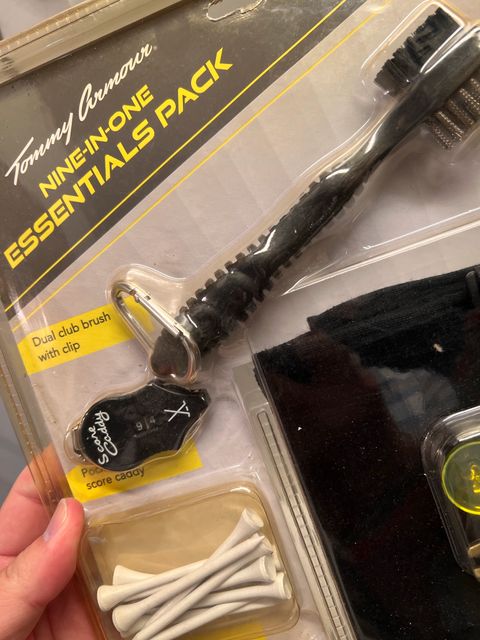 Tommy Armour
NINE-IN-ONE
ESSENTIALS PACK
Dual club brush
with clip
Score
Caddy
score caddy